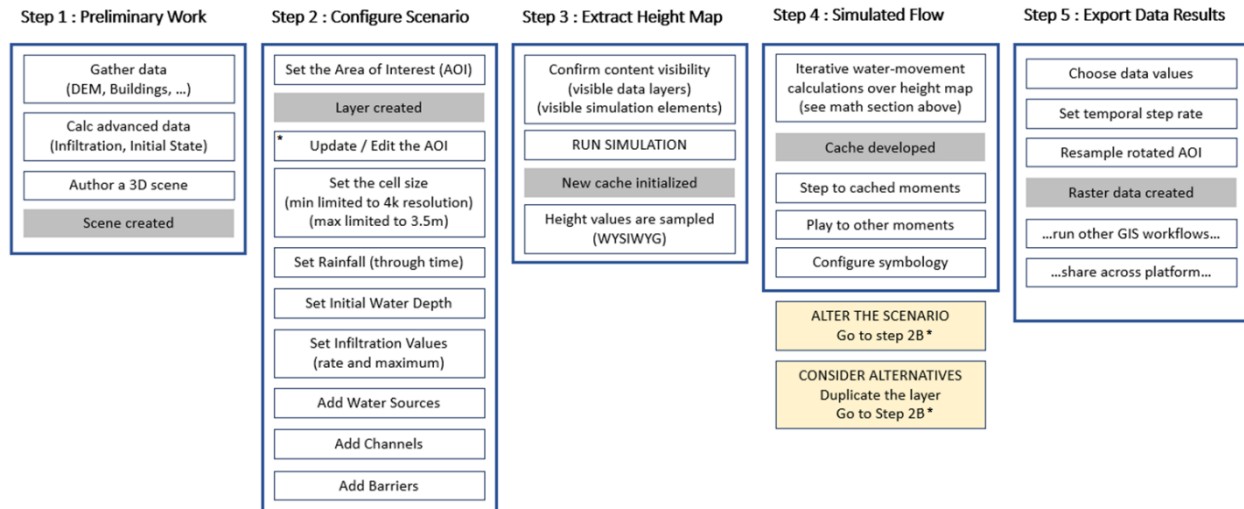 Step 1 : Preliminary Work
Gather data
(DEM, Buildings, ...)
Calc advanced data
(Infiltration, Initial State)
Author a 3D scene
Scene created
Step 2 : Configure Scenario
Set the Area of Interest (AOI)
Layer created
* Update / Edit the AOI
Set the cell size
(min limited to 4k resolution)
(max limited to 3.5m)
Set Rainfall (through time)
Set Initial Water Depth
Set Infiltration Values
(rate and maximum)
Add Water Sources
Add Channels
Add Barriers
Step 3 : Extract Height Map
Confirm content visibility
(visible data layers)
(visible simulation elements)
RUN SIMULATION
New cache initialized
Height values are sampled
(WYSIWYG)
Step 4 : Simulated Flow
Iterative water-movement
calculations over height map
(see math section above)
Cache developed
Step to cached moments
Play to other moments
Configure symbology
ALTER THE SCENARIO
Go to step 2B*
CONSIDER ALTERNATIVES
Duplicate the layer
Go to Step 2B*
Step 5 : Export Data Results
Choose data values
Set temporal step rate
Resample rotated AOI
Raster data created
...run other GIS workflows...
...share across platform...